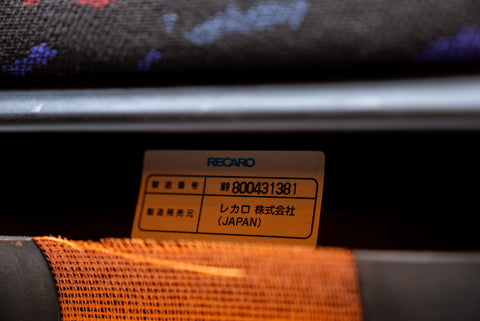 RECARO
製造番号 800431381
製造発売元 レカロ 株式会社
(JAPAN)